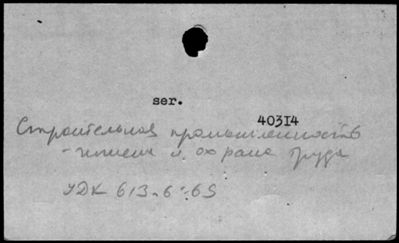 ser.
40314
Строительная промышленность
- гигиена и охрана труда
УДК 613.6:69